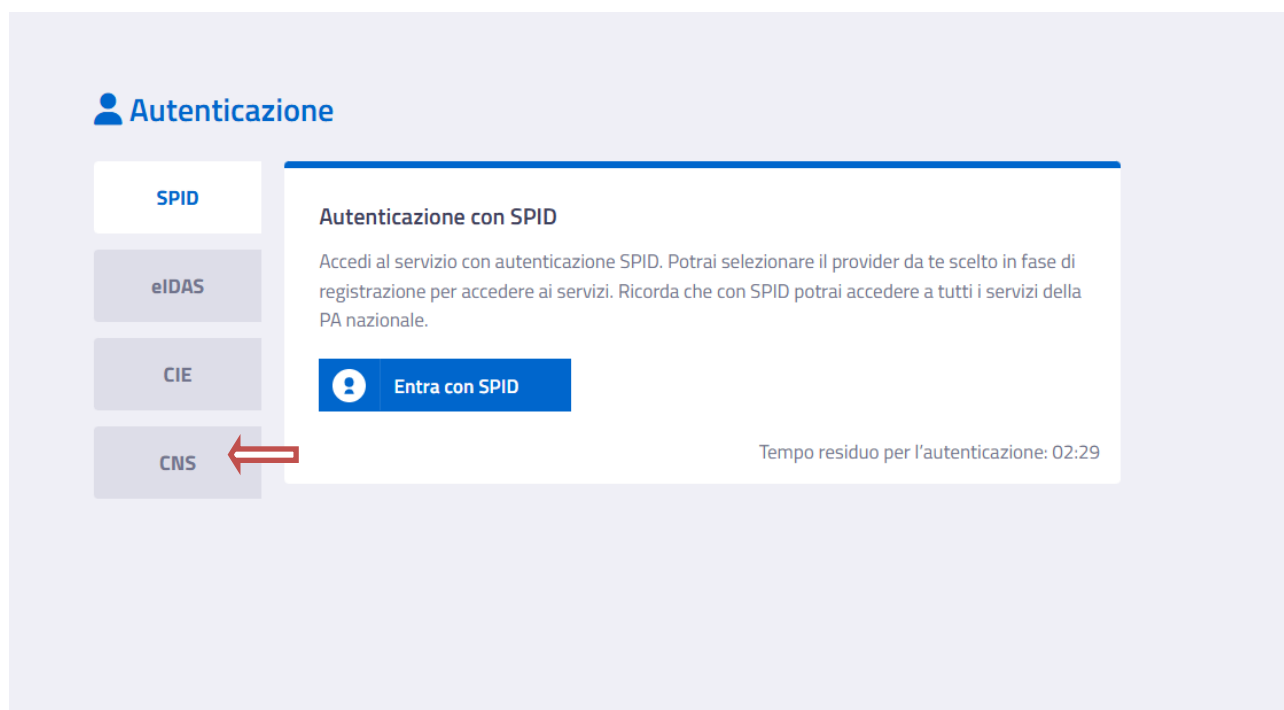 Autenticazione
SPID
eIDAS
CIE
CNS
Autenticazione con SPID
Accedi al servizio con autenticazione SPID. Potrai selezionare il provider da te scelto in fase di
registrazione per accedere ai servizi. Ricorda che con SPID potrai accedere a tutti i servizi della
PA nazionale.
Entra con SPID
Tempo residuo per l’autenticazione: 02:29